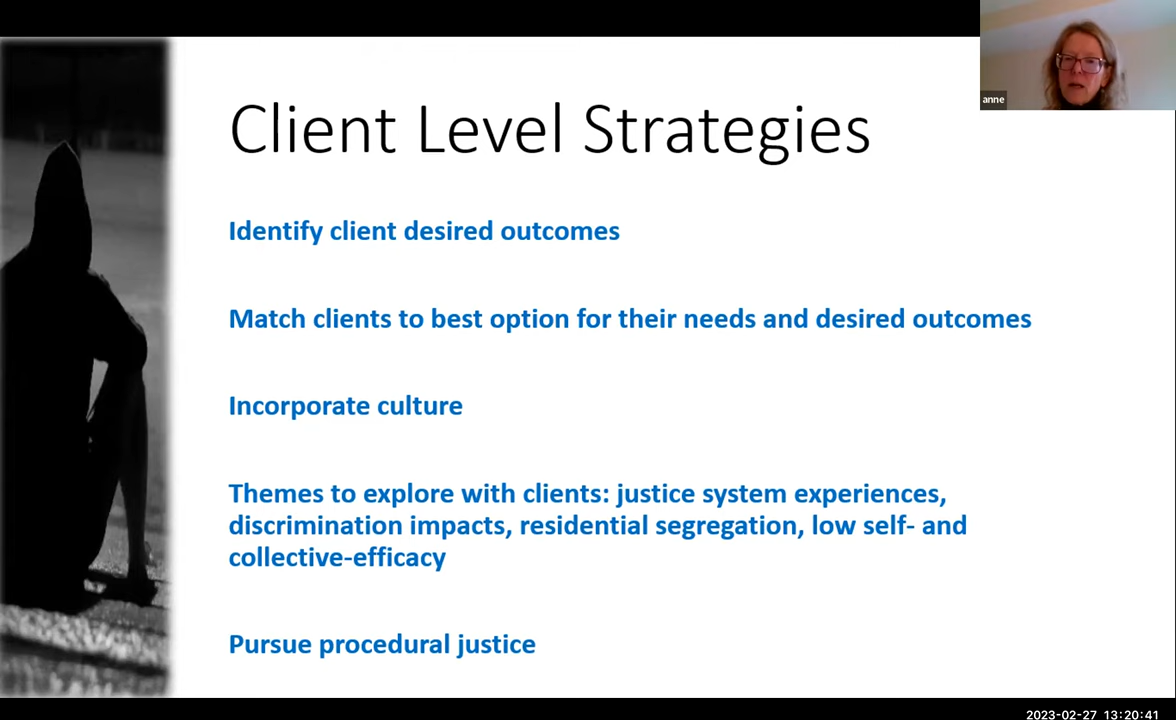 Client Level Strategies
anne
Identify client desired outcomes
Match clients to best option for their needs and desired outcomes
Incorporate culture
Themes to explore with clients: justice system experiences,
discrimination impacts, residential segregation, low self- and
collective-efficacy
Pursue procedural justice
2023-02-27 13:20:41